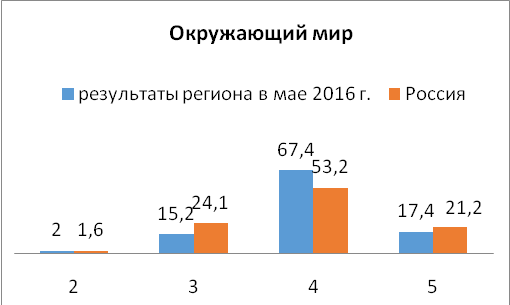 Окружающий мир
результаты региона в мае 2016 г. Россия
67,4
53,2
24,1
15,2
17,4 21,2
2 1,6
2 3 4 5